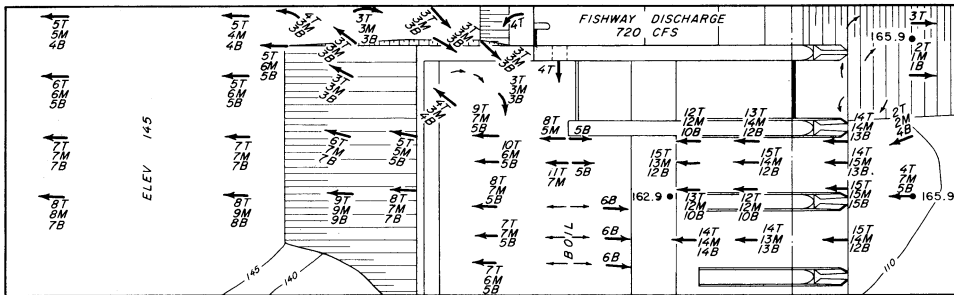 FISHWAY DISCHARGE
720 CFS
5T
5M
4B
5T
4M
4B
5T
6M
5B
6T
6M
5B
5T
6M
5B
7T
7M
7B
7T
7M
7B
8T
8M
7B
8T
9M
8B
ELEV 145
145
140
3T
3M
3B
3T
3M
3B
3T
3M
3B
6T
7M
7B
5T
5M
5B
9T
9M
9B
8T
7M
7B
4T
4T
3T
3M
3B
9T
7M
5B
10T
6M
5B
8T
7M
5B
7T
7M
5B
7T
6M
5B
8T
5M
5B
11T
7M
5B
6B
6B
6B
BOIL
12T
12M
10B
13T
14M
12B
15T
13M
12B
15T
14M
12B
162.9
13T
12M
10B
12T
12M
10B
14T
14M
14B
14T
13M
13B
14T
14M
13B
14T
15M
13B
15T
15M
15B
15T
14M
12B
3T
165.9
2T
1M
1B
2T
2M
4B
4T
7M
5B
165.9
110